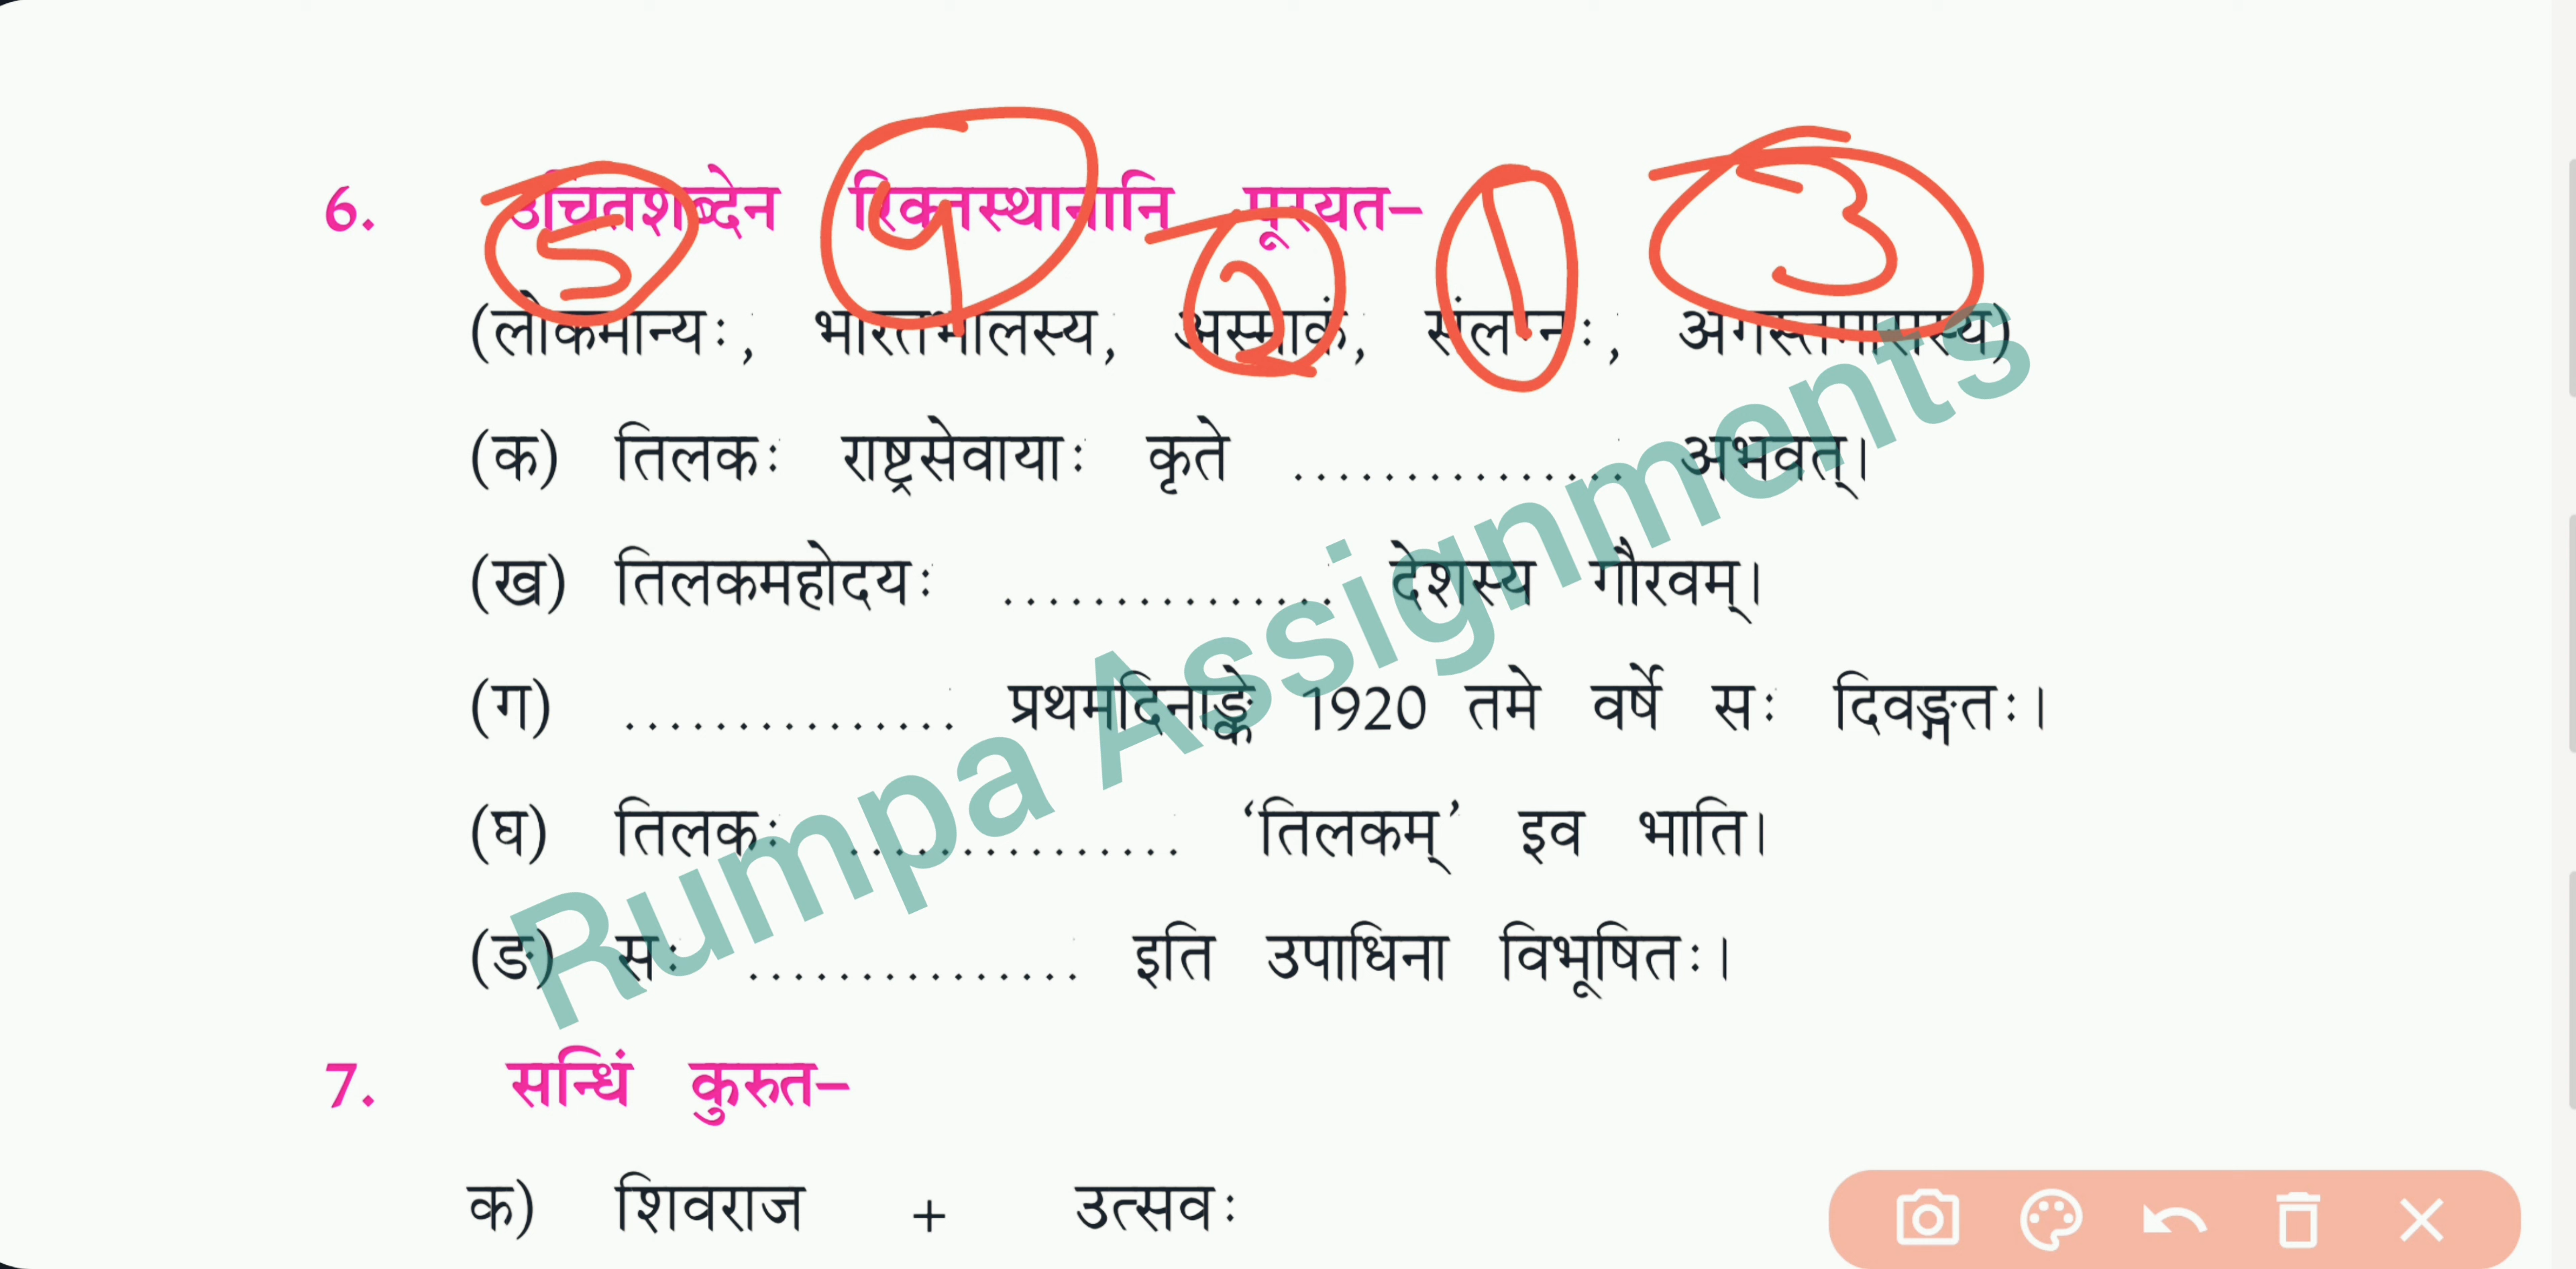 6. उचितशब्देन रिक्तस्थानानि पूरयत–
5 4 2 1 3
(लोकमान्यः, भारतभालस्य, अस्माकं, संलग्नः, अगस्तमासस्य)
(क) तिलकः राष्ट्रसेवायाः कृते ............... अभवत्।
(ख) तिलकमहोदयः ............... देशस्य गौरवम्।
(ग) ............... प्रथमदिनाङ्के 1920 तमे वर्षे सः दिवङ्गतः।
(घ) तिलकः ............... ‘तिलकम्’ इव भाति।
(ङ) सः ............... इति उपाधिना विभूषितः।
Rumpa Assignments
7. सन्धिं कुरुत–
क) शिवराज + उत्सवः